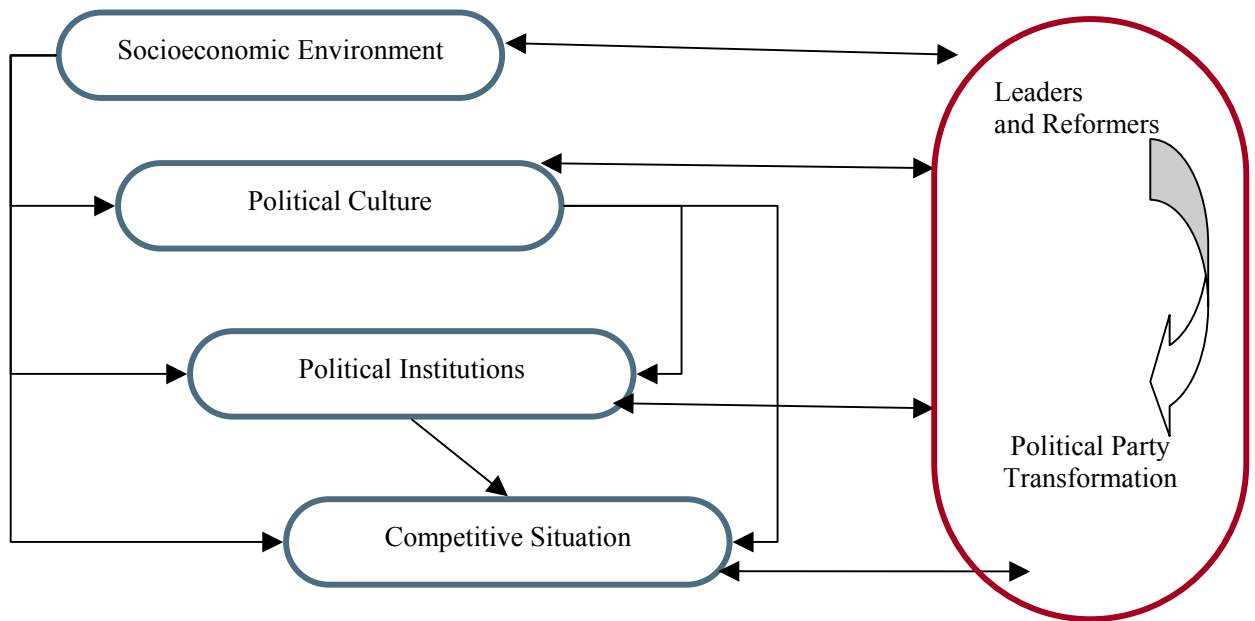 Socioeconomic Environment
Leaders
and Reformers
Political Culture
Political Institutions
Political Party
Transformation
Competitive Situation